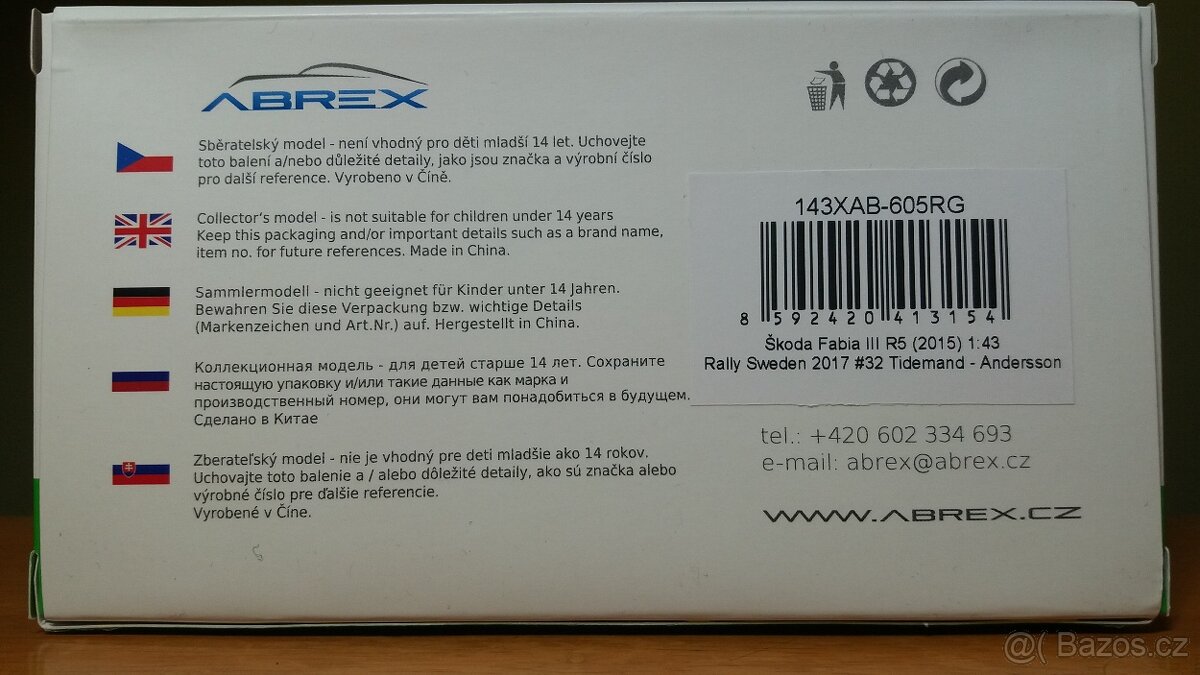 ABREX
Sběratelský model - není vhodný pro děti mladší 14 let. Uchovejte
toto balení a/nebo důležité detaily, jako jsou značka a výrobní číslo
pro další reference. Vyrobeno v Číně.
Collector's model - is not suitable for children under 14 years
Keep this packaging and/or important details such as a brand name,
item no. for future references. Made in China.
Sammlermodell - nicht geeignet für Kinder unter 14 Jahren.
Bewahren Sie diese Verpackung bzw. wichtige Details
(Markenzeichen und Art.Nr.) auf. Hergestellt in China.
Коллекционная модель - для детей старше 14 лет. Сохраните
настоящую упаковку и/или такие данные как марка и
производственный номер, они могут вам понадобиться в будущем.
Сделано в Китае
Zberateľský model - nie je vhodný pre deti mladšie ako 14 rokov.
Uchovajte toto balenie a / alebo dôležité detaily, ako sú značka alebo
výrobné číslo pre ďalšie referencie.
Vyrobené v Číne.
143XAB-605RG
8 592420 413154
Škoda Fabia III R5 (2015) 1:43
Rally Sweden 2017 #32 Tidemand - Andersson
tel.: +420 602 334 693
e-mail: abrex@abrex.cz
WWW.ABREX.CZ
@( Bazos.cz